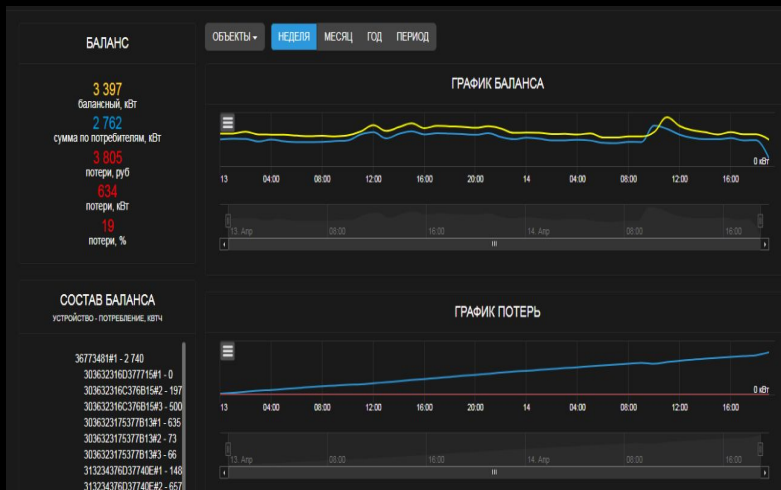 БАЛАНС
3 397
балансный, кВт
2 762
сумма по потребителям, кВт
3 805
потери, руб
634
потери, кВт
19
потери, %
СОСТАВ БАЛАНСА
УСТРОЙСТВО - ПОТРЕБЛЕНИЕ, КВТЧ
36773481#1 - 2 740
303632316D377715#1 - 0
303632316C376B15#2 - 197
303632316C376B15#3 - 500
3036323175377B13#1 - 635
3036323175377B13#2 - 73
3036323175377B13#3 - 66
313234376D37740E#1 - 148
313234376D37740E#2 - 657
ОБЪЕКТЫ НЕДЕЛЯ МЕСЯЦ ГОД ПЕРИОД
ГРАФИК БАЛАНСА
0 кВт
13 04:00 08:00 12:00 16:00 20:00 14 04:00 08:00 12:00 16:00
13. Апр 08:00 16:00 14. Апр 08:00 16:00
ГРАФИК ПОТЕРЬ
0 кВт
13 04:00 08:00 12:00 16:00 20:00 14 04:00 08:00 12:00 16:00
13. Апр 08:00 16:00 14. Апр 08:00 16:00